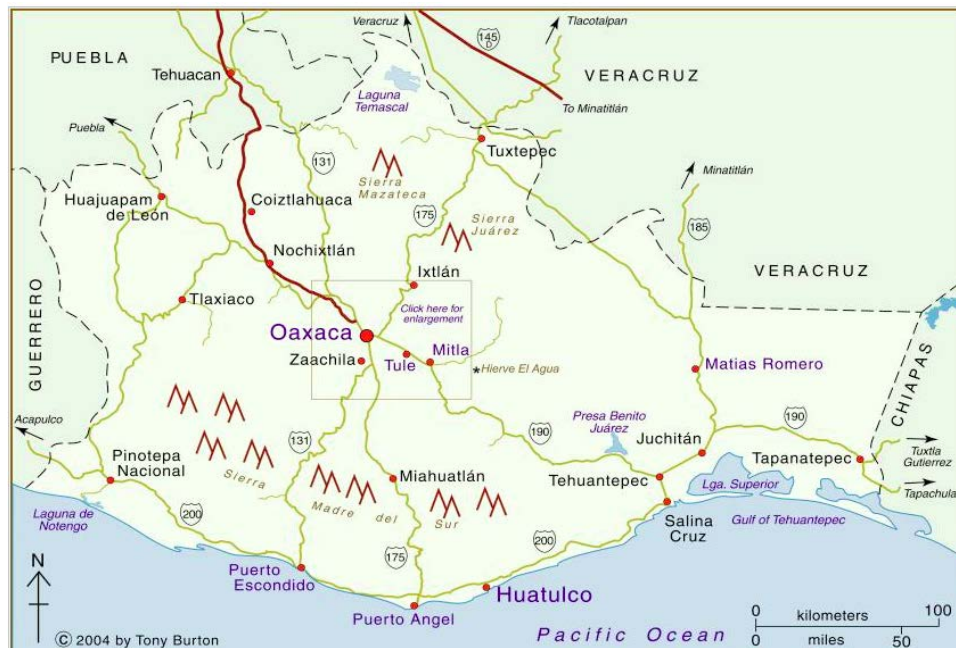 PUEBLA
Tehuacan
Veracruz
145
D
Tlacotalpan
VERACRUZ
To Minatitlán
Laguna
Temascal
Puebla
131
Tuxtepec
Minatitlán
Huajuapam
de León
Coiztlahuaca
Sierra
Mazateca
175
Sierra
Juárez
185
Nochixtlán
Ixtlán
VERACRUZ
Tlaxiaco
Click here for
enlargement
GUERRERO
Oaxaca
Zaachila
Tule
Mitla
Hierve El Agua
Matias Romero
CHIAPAS
Acapulco
Presa Benito
Juárez
190
131
190
Juchitán
Tapanatepec
Tuxtla
Gutierrez
Pinotepa
Nacional
Sierra
Madre del
Sur
Miahuatlán
Tehuantepec
Lga. Superior
Tapachula
Laguna de
Notengo
200
Salina
Cruz
Gulf of Tehuantepec
175
200
Puerto
Escondido
Huatulco
Puerto Angel
N
© 2004 by Tony Burton
Pacific Ocean
0 kilometers 100
0 miles 50